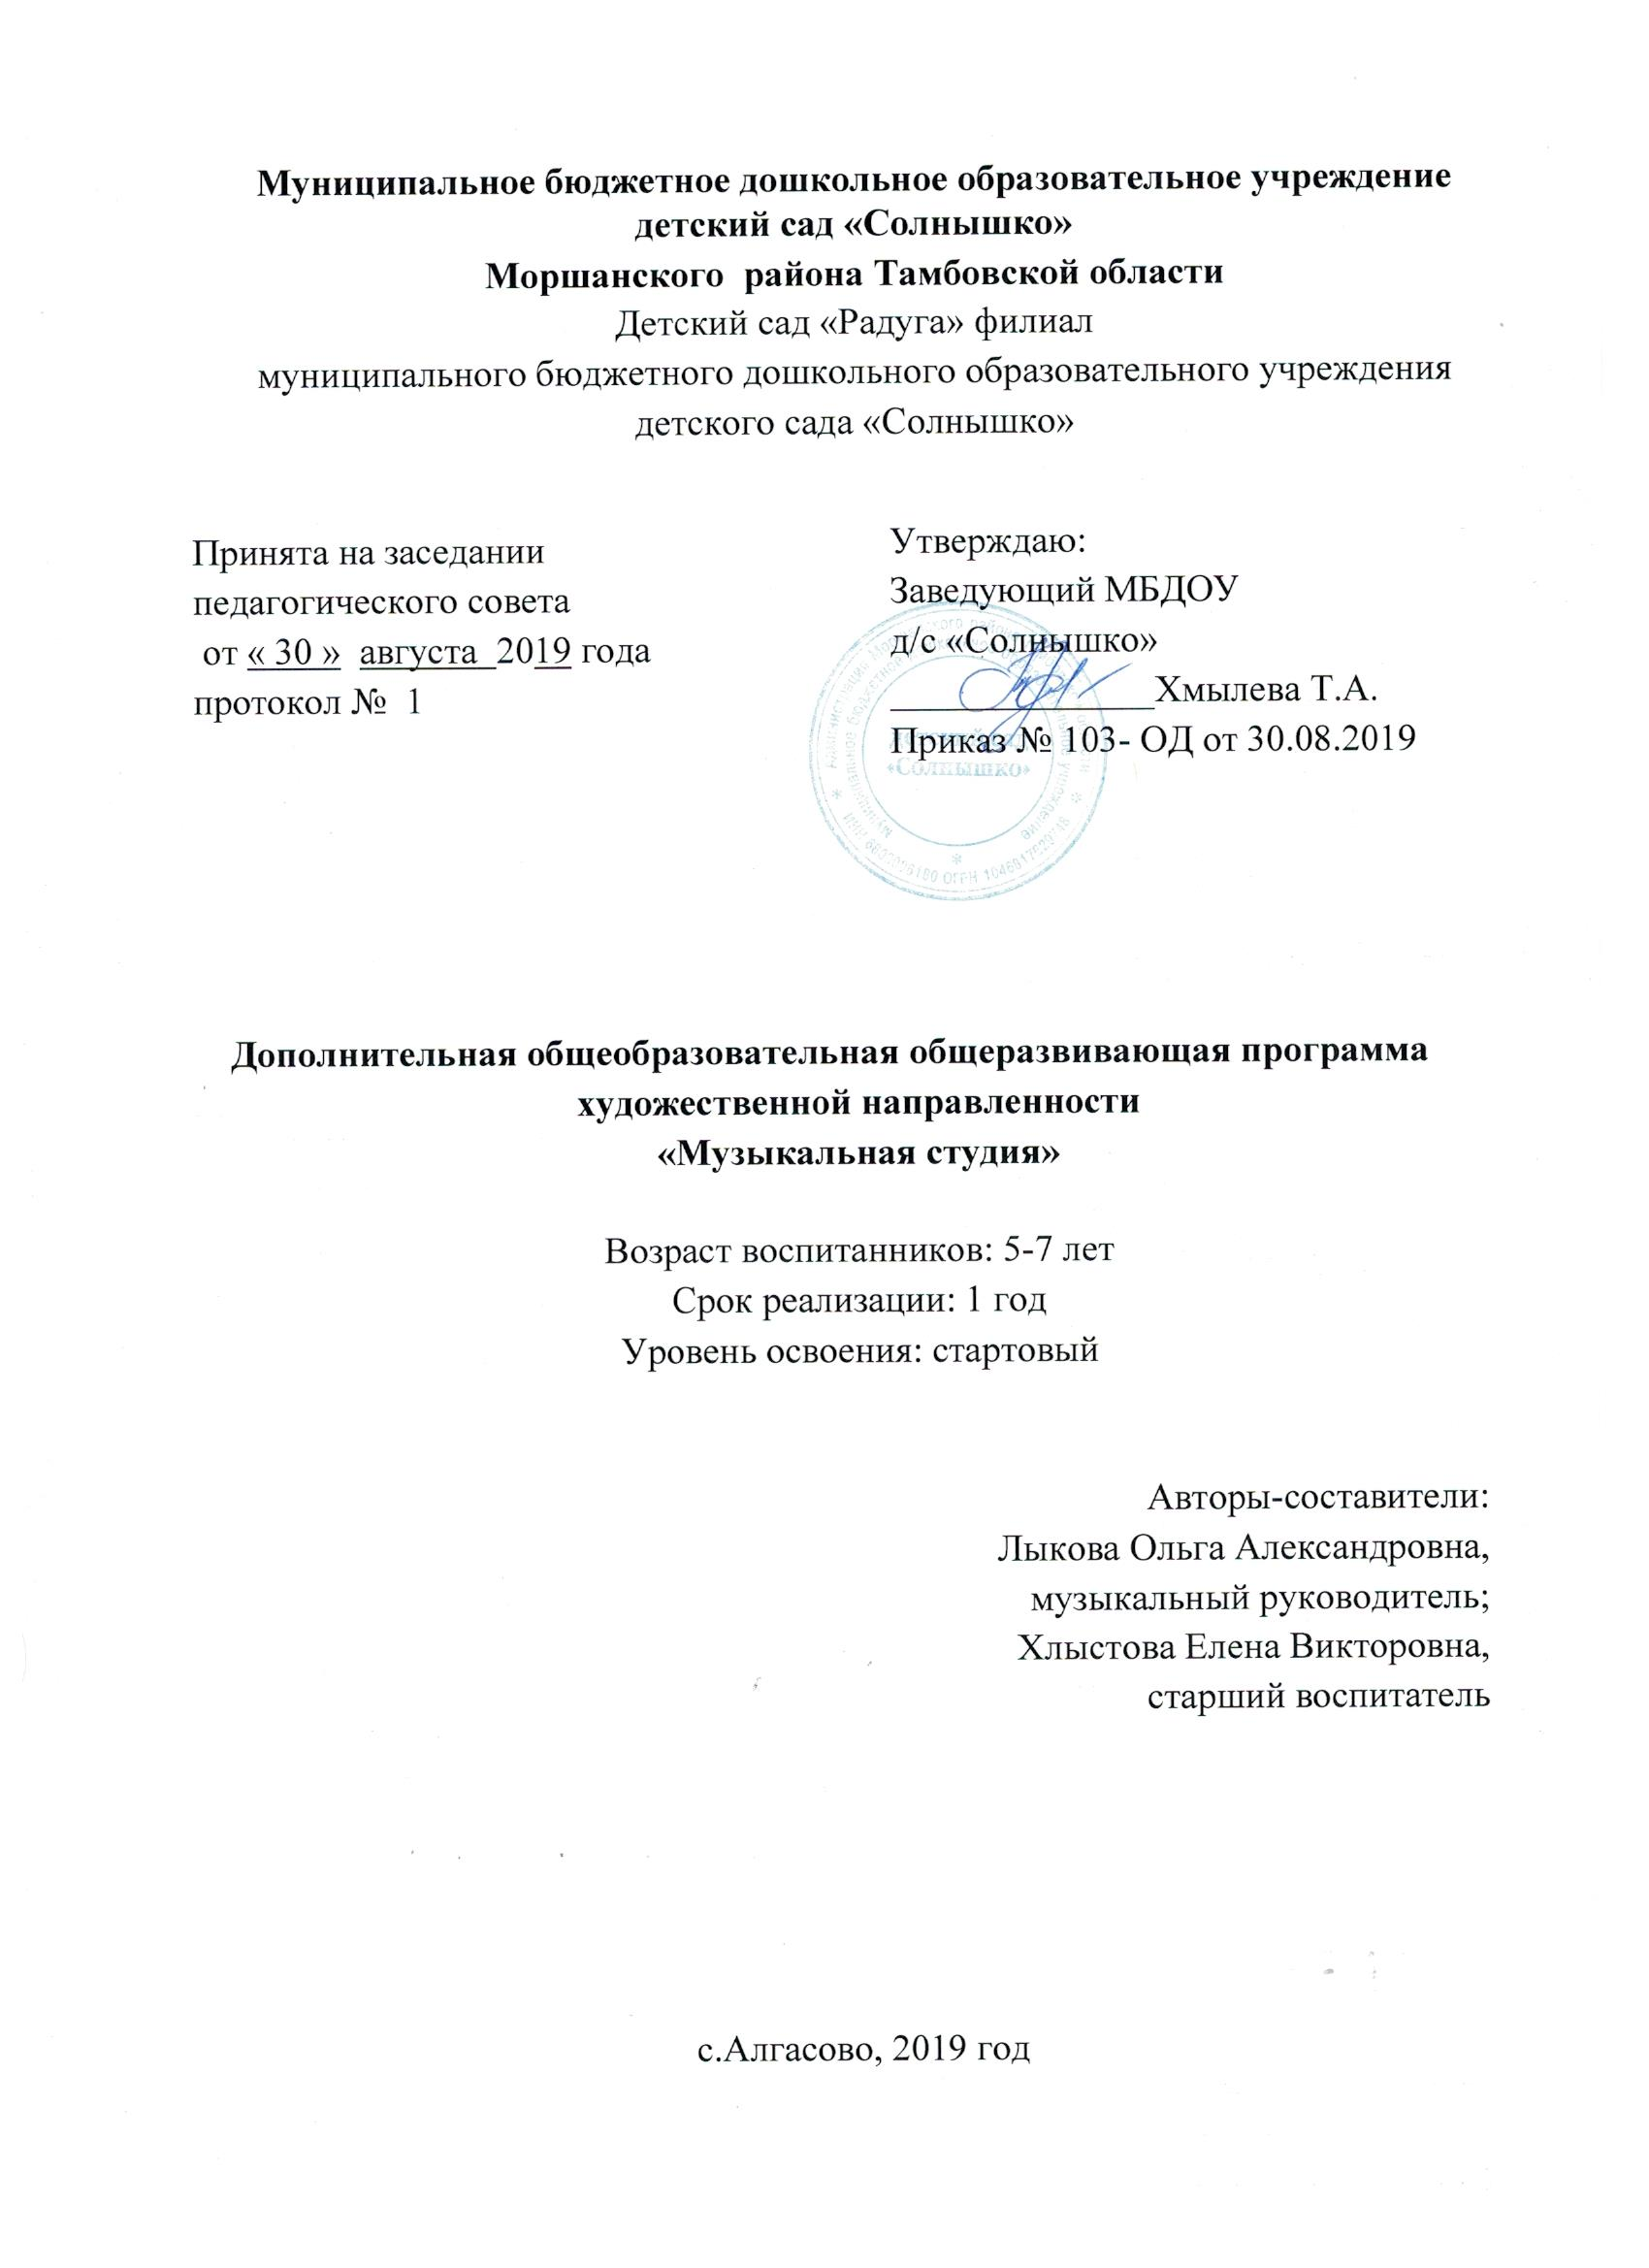 Муниципальное бюджетное дошкольное образовательное учреждение
детский сад «Солнышко»
Моршанского района Тамбовской области
Детский сад «Радуга» филиал
муниципального бюджетного дошкольного образовательного учреждения
детского сада «Солнышко»
Принята на заседании
педагогического совета
от « 30 » августа 2019 года
протокол № 1
Утверждаю:
Заведующий МБДОУ
д/с «Солнышко»
Хмылева Т.А.
Приказ № 103- ОД от 30.08.2019
«Солнышко»
Дополнительная общеобразовательная общеразвивающая программа
художественной направленности
«Музыкальная студия»
Возраст воспитанников: 5-7 лет
Срок реализации: 1 год
Уровень освоения: стартовый
Авторы-составители:
Лыкова Ольга Александровна,
музыкальный руководитель;
Хлыстова Елена Викторовна,
старший воспитатель
с.Алгасово, 2019 год